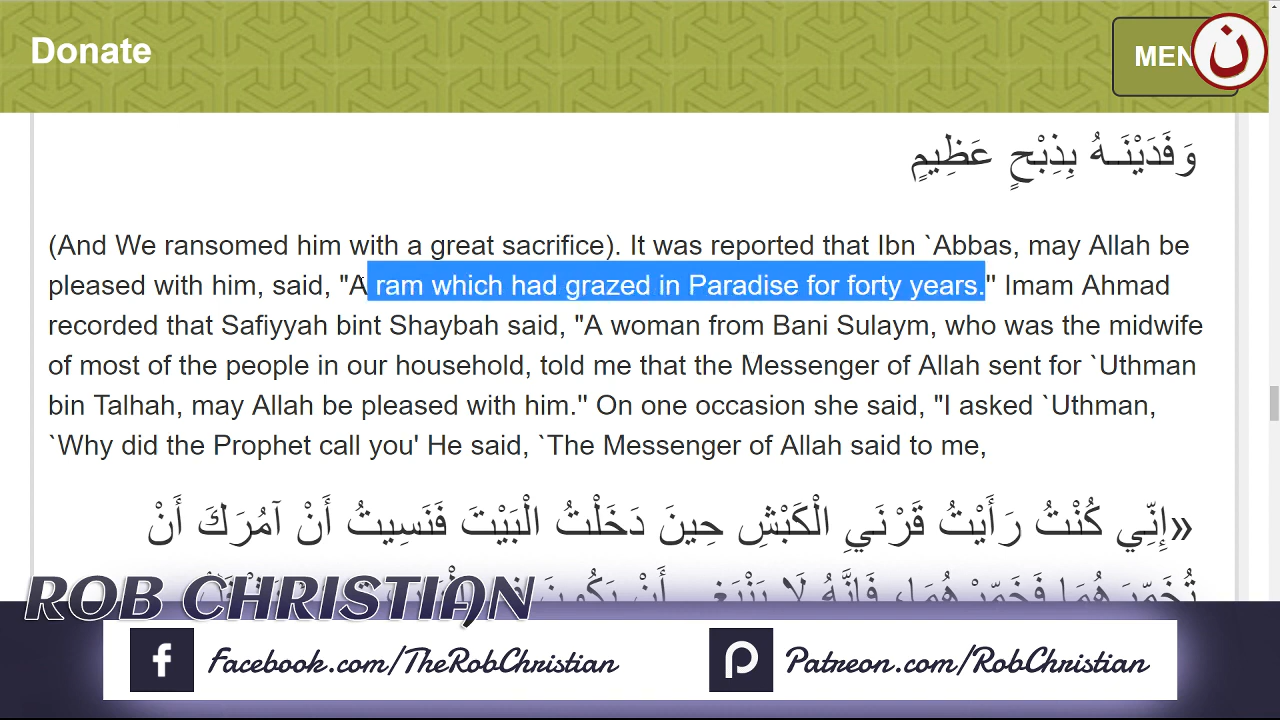 Donate
MEN
ن
وَفَدَيْنَـهُ بِذِبْحٍ عَظِيمٍ
(And We ransomed him with a great sacrifice). It was reported that Ibn `Abbas, may Allah be
pleased with him, said, "A ram which had grazed in Paradise for forty years.'' Imam Ahmad
recorded that Safiyyah bint Shaybah said, "A woman from Bani Sulaym, who was the midwife
of most of the people in our household, told me that the Messenger of Allah sent for `Uthman
bin Talhah, may Allah be pleased with him.'' On one occasion she said, "I asked `Uthman,
`Why did the Prophet call you' He said, `The Messenger of Allah said to me,
«إِنِّي كُنْتُ رَأَيْتُ قَرْنَيِ الْكَبْشِ حِينَ دَخَلْتُ الْبَيْتَ فَنَسِيتُ أَنْ آمُرَكَ أَنْ
تُخَمِّرَهُمَا فَخَمِّرْهُمَا، فَإِنَّهُ لَا يَنْبَغِي أَنْ يَكُونَ
ROB CHRISTIAN
Facebook.com/TheRobChristian
Patreon.com/RobChristian